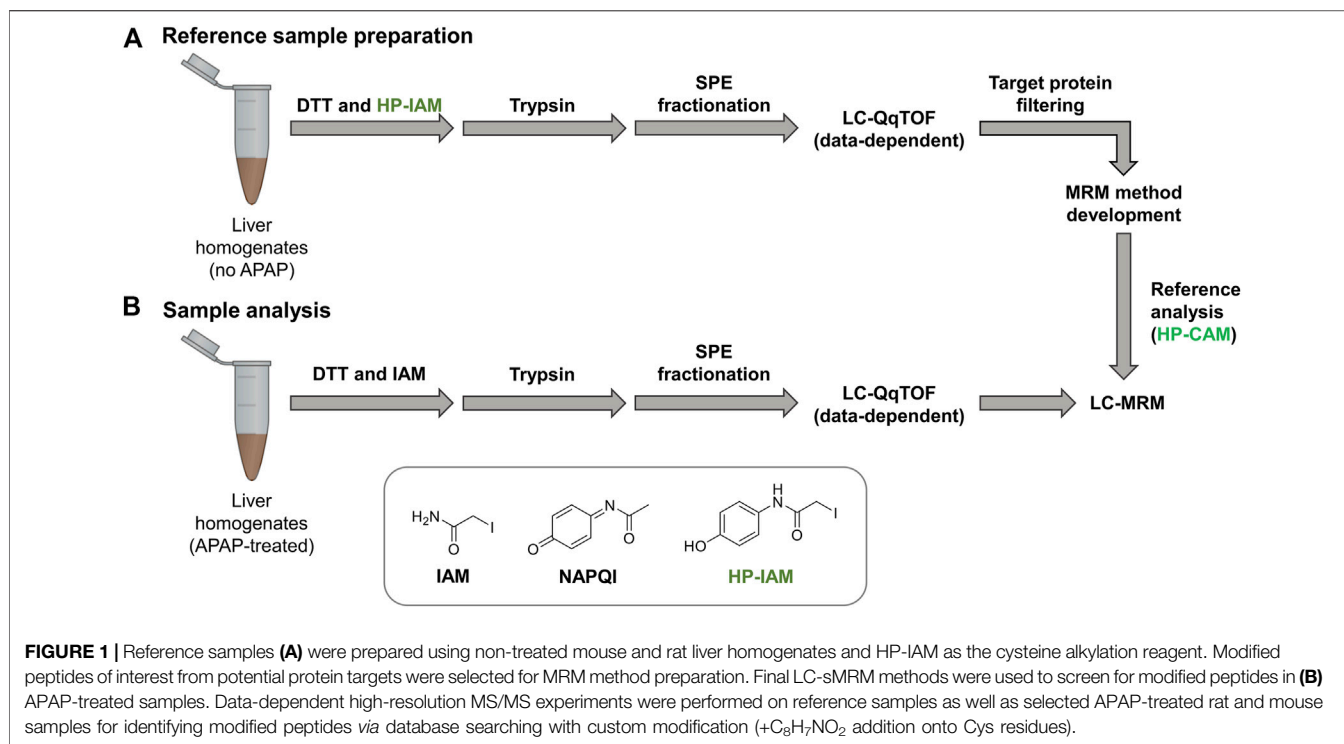 A Reference sample preparation
DTT and HP-IAM
Trypsin
SPE
fractionation
LC-QqTOF
(data-dependent)
Target protein
filtering
MRM method
development
Liver
homogenates
(no APAP)
Reference
analysis
(HP-CAM)
B Sample analysis
DTT and IAM
Trypsin
SPE
fractionation
LC-QqTOF
(data-dependent)
LC-MRM
Liver
homogenates
(APAP-treated)
H₂N
O
I
IAM
O
N
O
NAPQI
HO
H
N
O
I
HP-IAM
FIGURE 1 | Reference samples (A) were prepared using non-treated mouse and rat liver homogenates and HP-IAM as the cysteine alkylation reagent. Modified
peptides of interest from potential protein targets were selected for MRM method preparation. Final LC-sMRM methods were used to screen for modified peptides in (B)
APAP-treated samples. Data-dependent high-resolution MS/MS experiments were performed on reference samples as well as selected APAP-treated rat and mouse
samples for identifying modified peptides via database searching with custom modification (+C₈H₇NO₂ addition onto Cys residues).